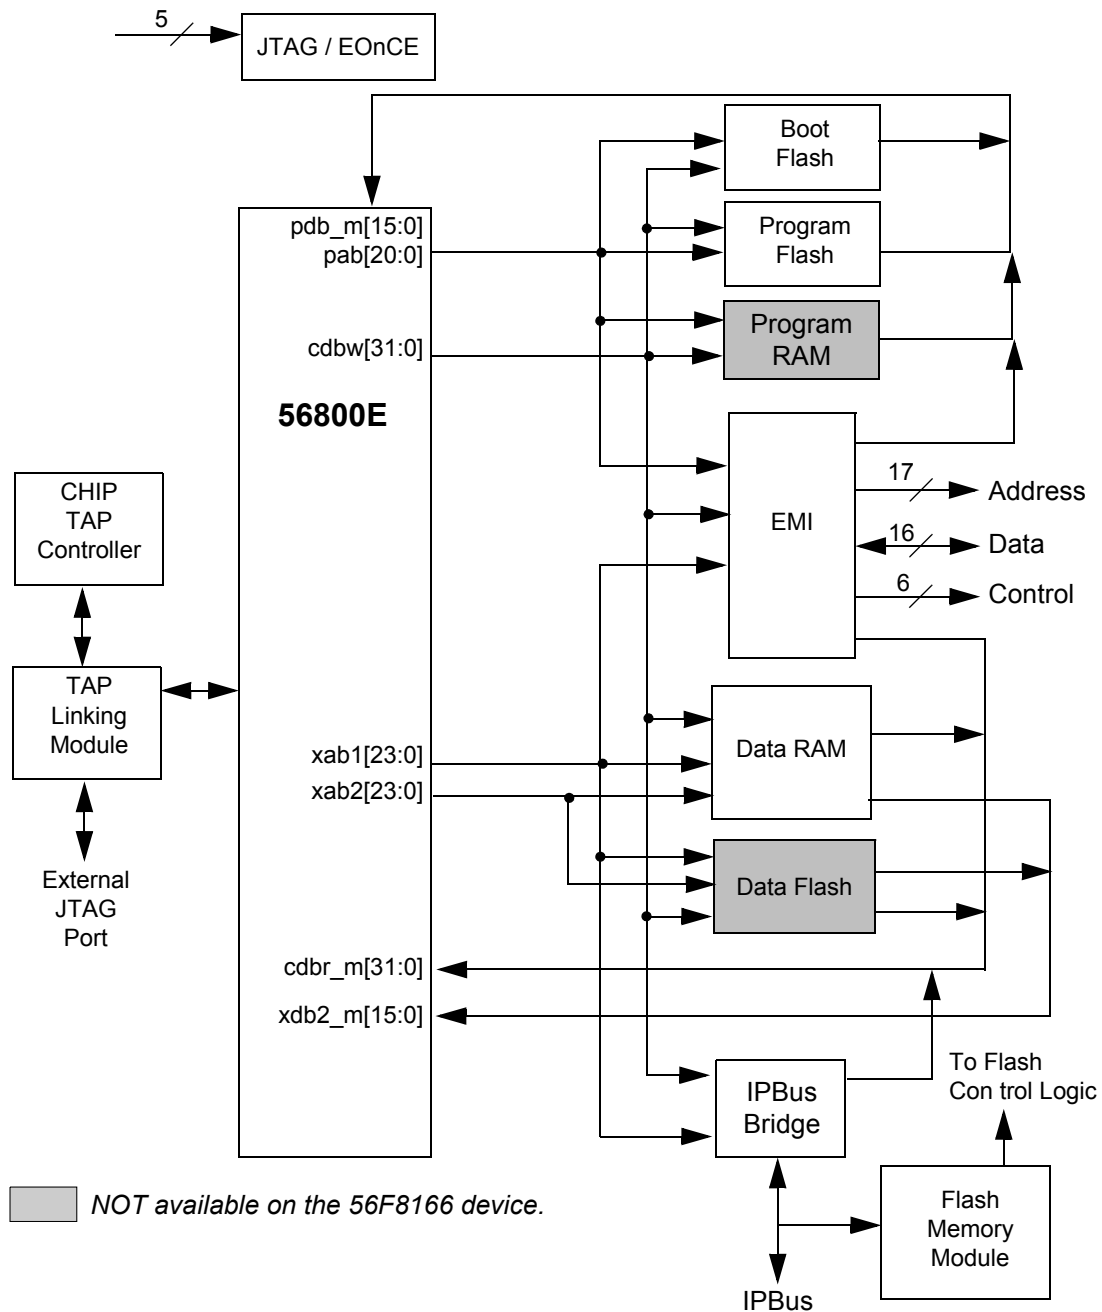 5
JTAG / EOnCE
Boot
Flash
pdb_m[15:0]
pab[20:0]
Program
Flash
cdbw[31:0]
Program
RAM
56800E
CHIP
TAP
Controller
EMI
17
Address
16
Data
6
Control
TAP
Linking
Module
xab1[23:0]
xab2[23:0]
Data RAM
External
JTAG
Port
Data Flash
cdbr_m[31:0]
xdb2_m[15:0]
IPBus
Bridge
To Flash
Con trol Logic
NOT available on the 56F8166 device.
Flash
Memory
Module
IPBus